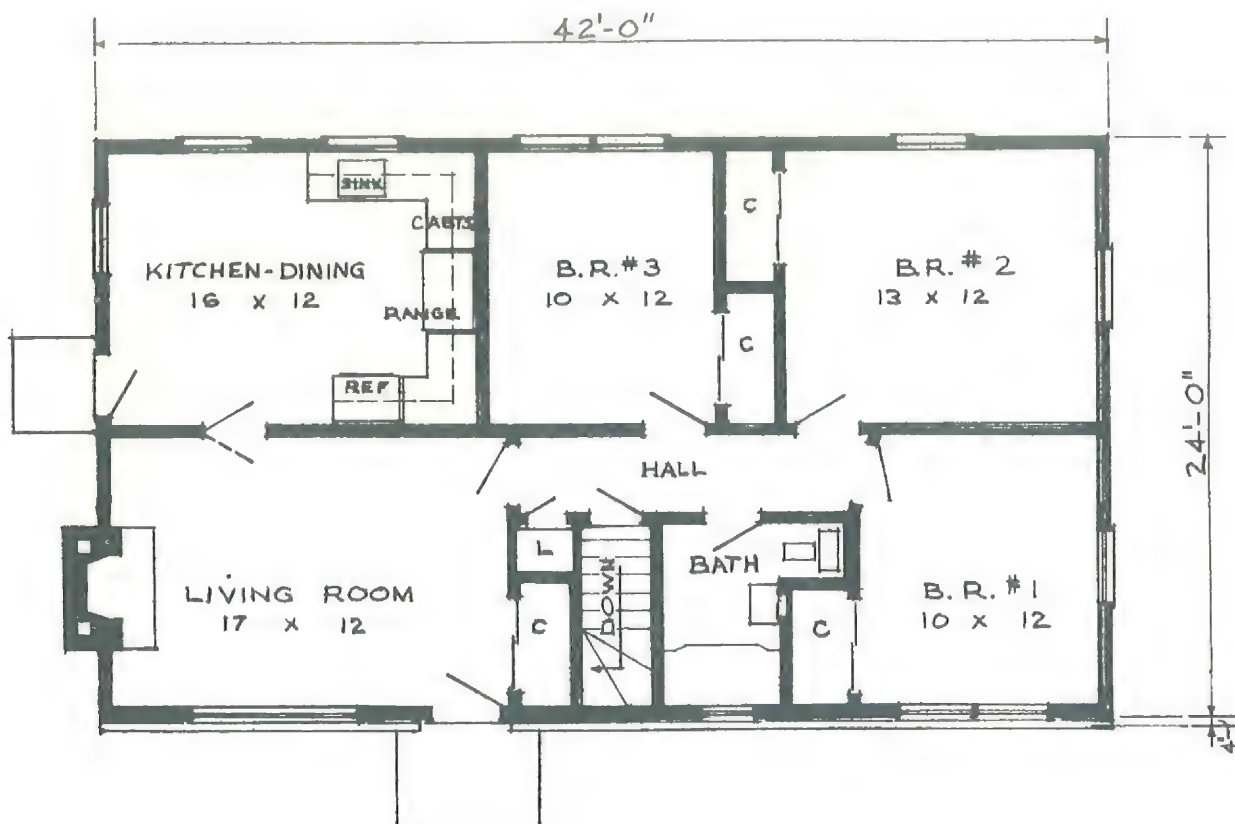 42'-0"
SINK
CABTS
KITCHEN-DINING
16 X 12
RANGE
REF
B.R. #3
10 X 12
C
C
B.R. #2
13 X 12
24'-0"
HALL
LIVING ROOM
17 X 12
L
C
DOWN
BATH
C
B.R. #1
10 X 12
4"